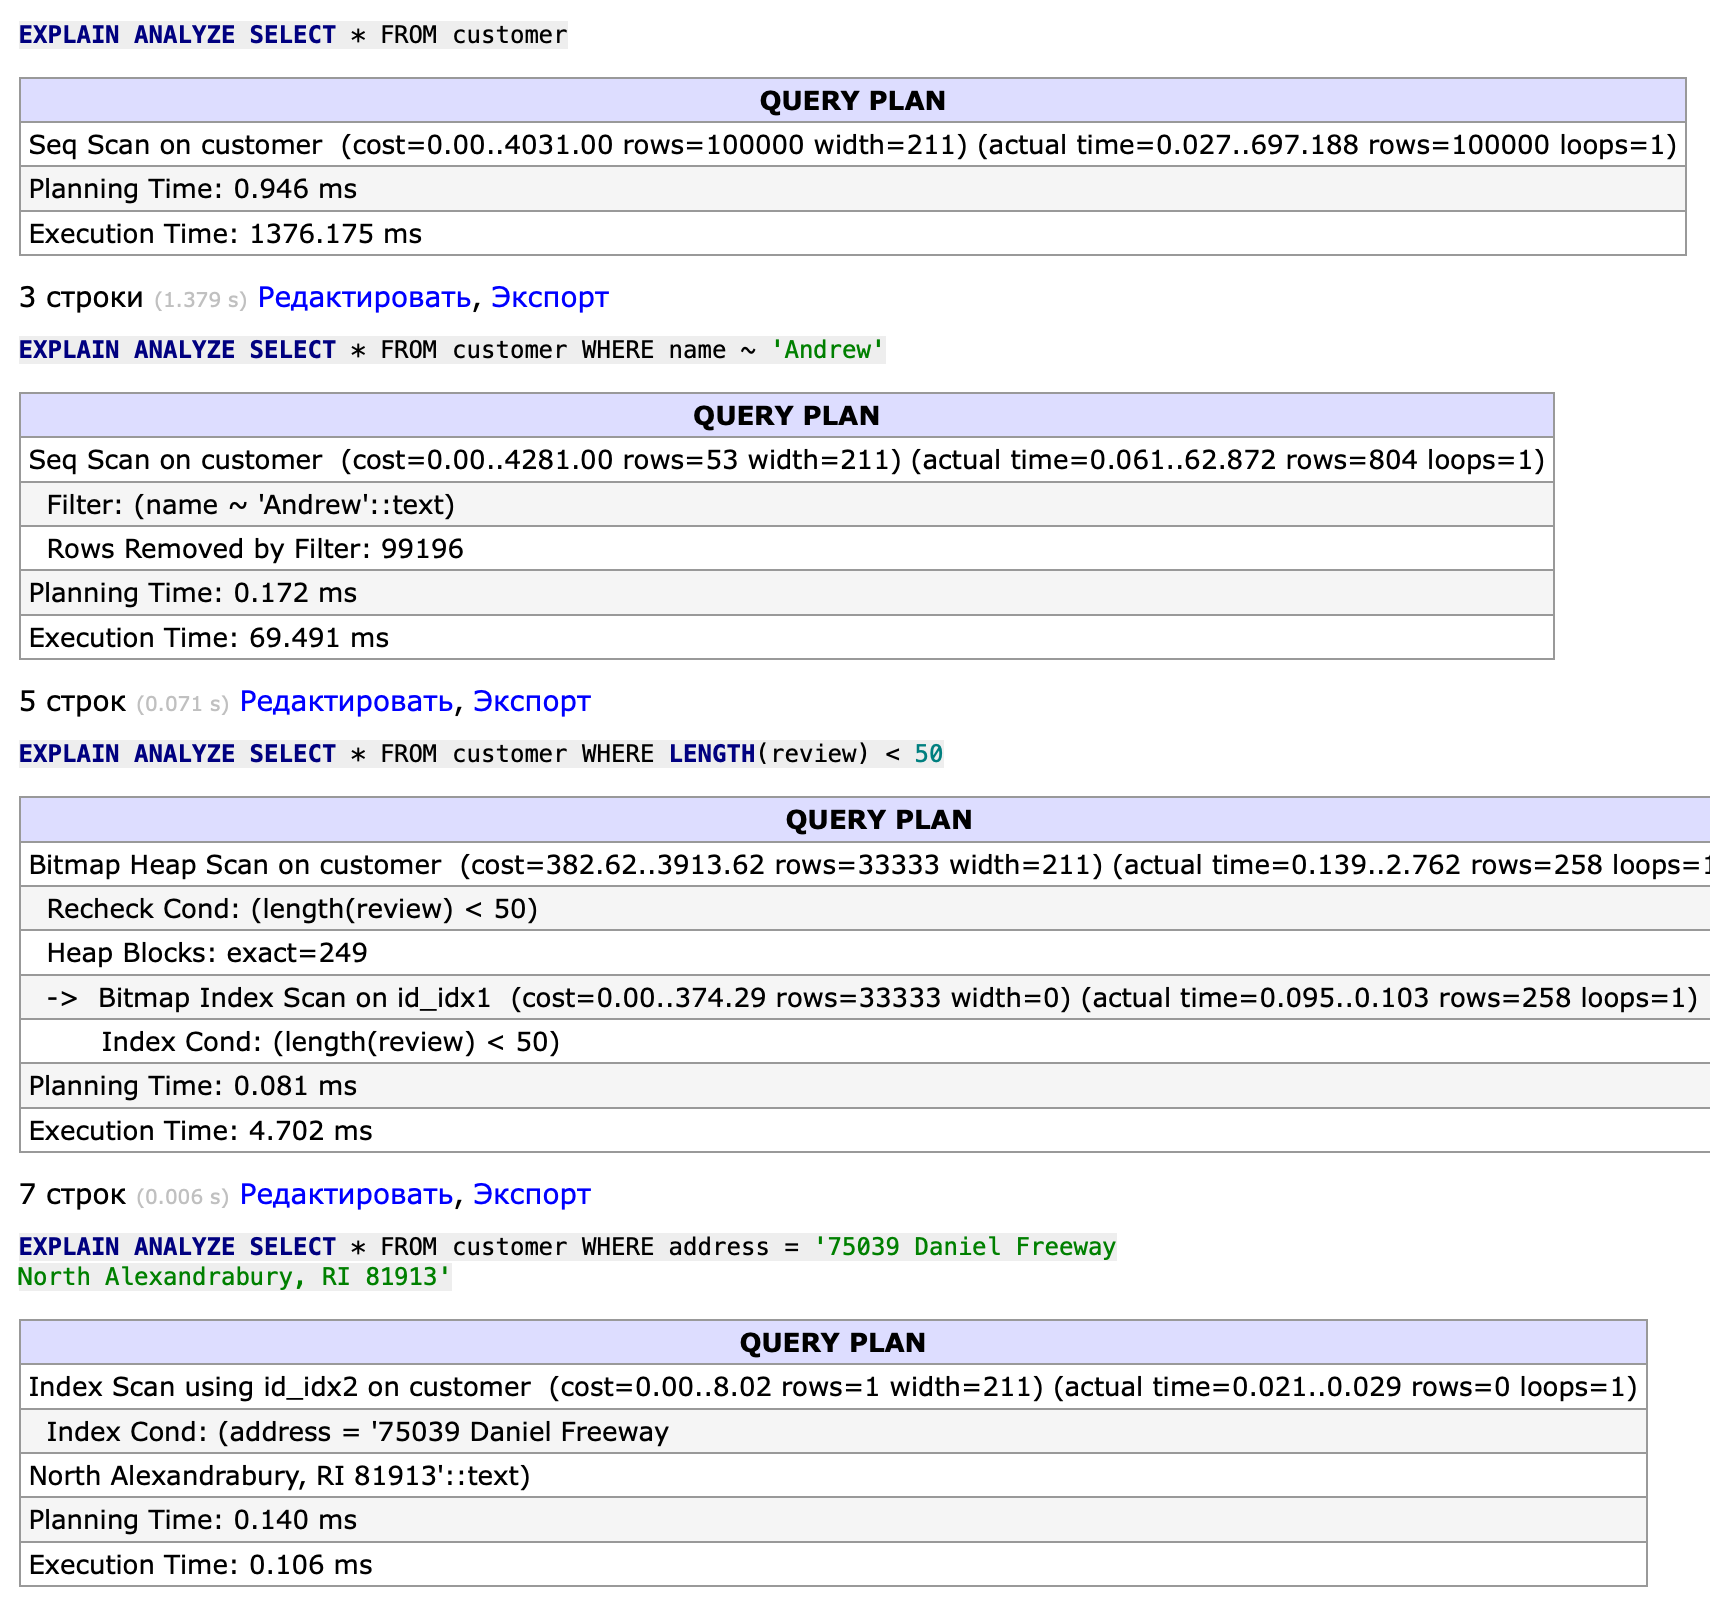 EXPLAIN ANALYZE SELECT * FROM customer
QUERY PLAN
Seq Scan on customer  (cost=0.00..4031.00 rows=100000 width=211) (actual time=0.027..697.188 rows=100000 loops=1)
Planning Time: 0.946 ms
Execution Time: 1376.175 ms
3 строки (1.379 s) Редактировать, Экспорт
EXPLAIN ANALYZE SELECT * FROM customer WHERE name ~ 'Andrew'
QUERY PLAN
Seq Scan on customer  (cost=0.00..4281.00 rows=53 width=211) (actual time=0.061..62.872 rows=804 loops=1)
Filter: (name ~ 'Andrew'::text)
Rows Removed by Filter: 99196
Planning Time: 0.172 ms
Execution Time: 69.491 ms
5 строк (0.071 s) Редактировать, Экспорт
EXPLAIN ANALYZE SELECT * FROM customer WHERE LENGTH(review) < 50
QUERY PLAN
Bitmap Heap Scan on customer  (cost=382.62..3913.62 rows=33333 width=211) (actual time=0.139..2.762 rows=258 loops=1
Recheck Cond: (length(review) < 50)
Heap Blocks: exact=249
->  Bitmap Index Scan on id_idx1  (cost=0.00..374.29 rows=33333 width=0) (actual time=0.095..0.103 rows=258 loops=1)
Index Cond: (length(review) < 50)
Planning Time: 0.081 ms
Execution Time: 4.702 ms
7 строк (0.006 s) Редактировать, Экспорт
EXPLAIN ANALYZE SELECT * FROM customer WHERE address = '75039 Daniel Freeway
North Alexandrabury, RI 81913'
QUERY PLAN
Index Scan using id_idx2 on customer  (cost=0.00..8.02 rows=1 width=211) (actual time=0.021..0.029 rows=0 loops=1)
Index Cond: (address = '75039 Daniel Freeway
North Alexandrabury, RI 81913'::text)
Planning Time: 0.140 ms
Execution Time: 0.106 ms